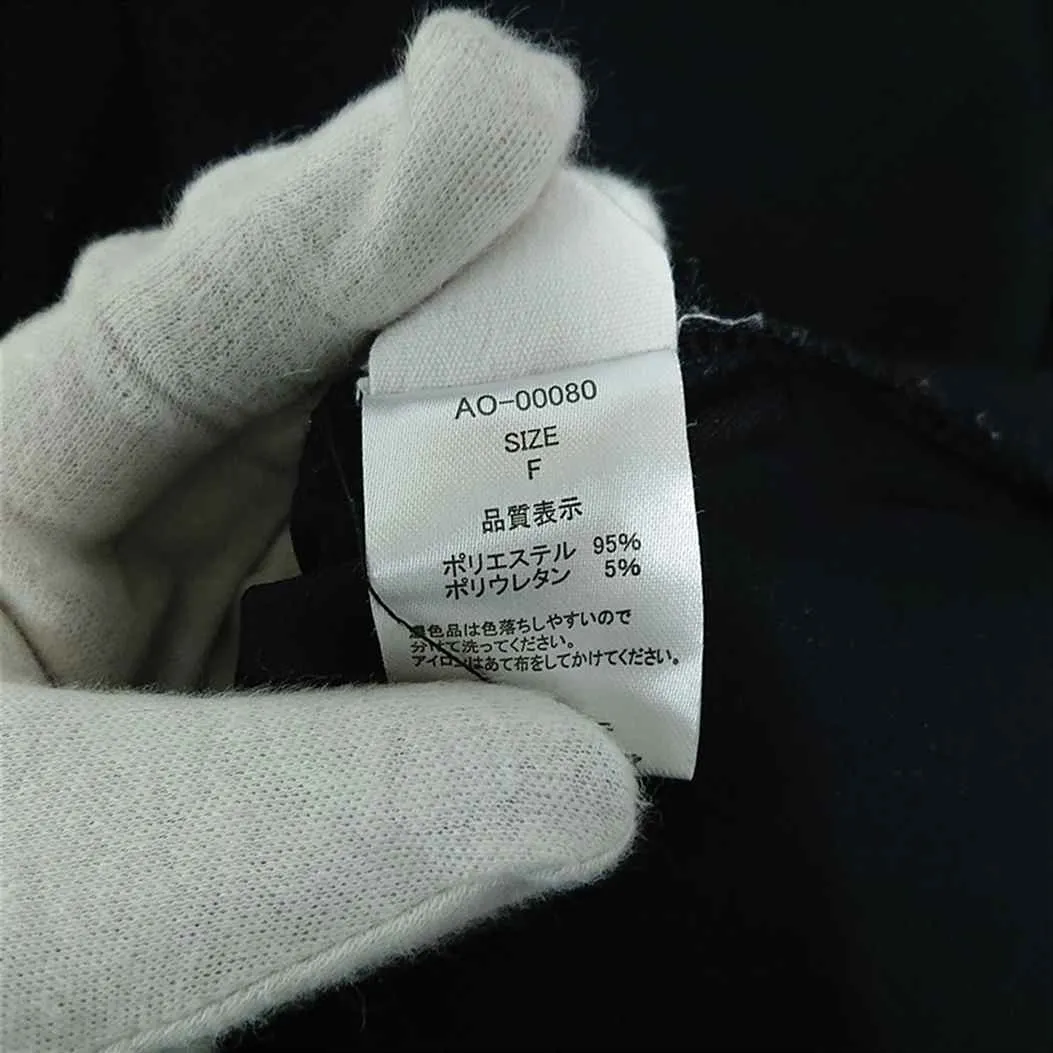 AO-00080
SIZE
F
品質表示
ポリエステル 95%
ポリウレタン 5%
濃色品は色落ちしやすいので
分けて洗ってください。
アイロンはあて布をしてかけてください。